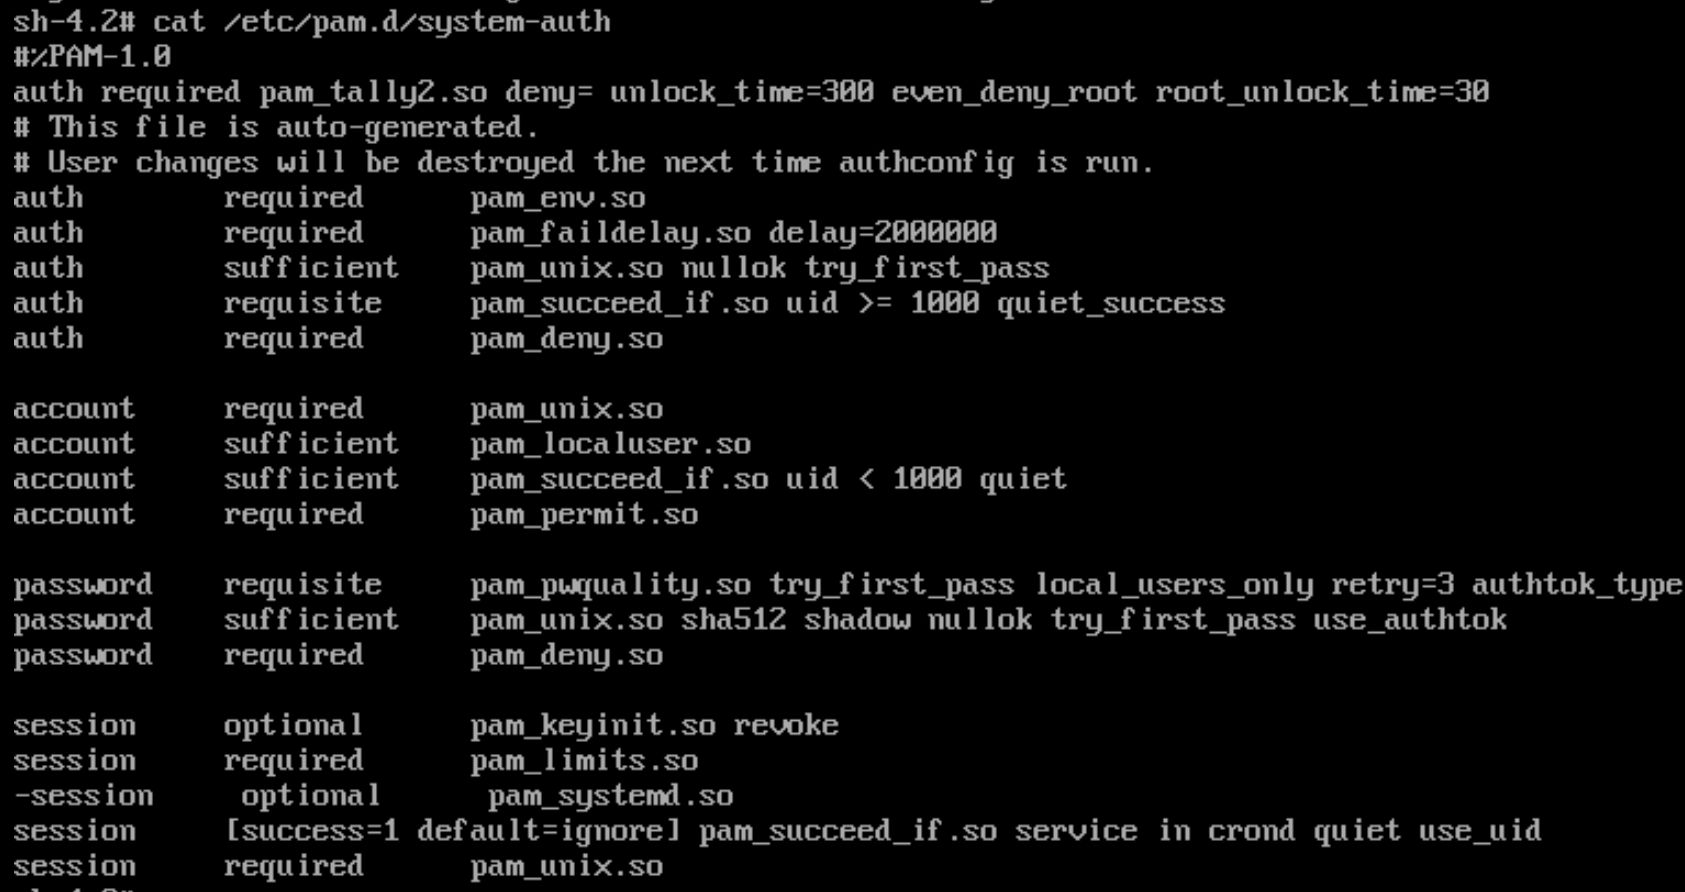 sh-4.2# cat /etc/pam.d/system-auth
#%PAM-1.0
auth required pam_tally2.so deny= unlock_time=300 even_deny_root root_unlock_time=30
# This file is auto-generated.
# User changes will be destroyed the next time authconfig is run.
auth        required      pam_env.so
auth        required      pam_faildelay.so delay=2000000
auth        sufficient    pam_unix.so nullok try_first_pass
auth        requisite     pam_succeed_if.so uid >= 1000 quiet_success
auth        required      pam_deny.so

account     required      pam_unix.so
account     sufficient    pam_localuser.so
account     sufficient    pam_succeed_if.so uid < 1000 quiet
account     required      pam_permit.so

password    requisite     pam_pwquality.so try_first_pass local_users_only retry=3 authtok_type
password    sufficient    pam_unix.so sha512 shadow nullok try_first_pass use_authtok
password    required      pam_deny.so

session     optional      pam_keyinit.so revoke
session     required      pam_limits.so
-session     optional      pam_systemd.so
session     [success=1 default=ignore] pam_succeed_if.so service in crond quiet use_uid
session     required      pam_unix.so